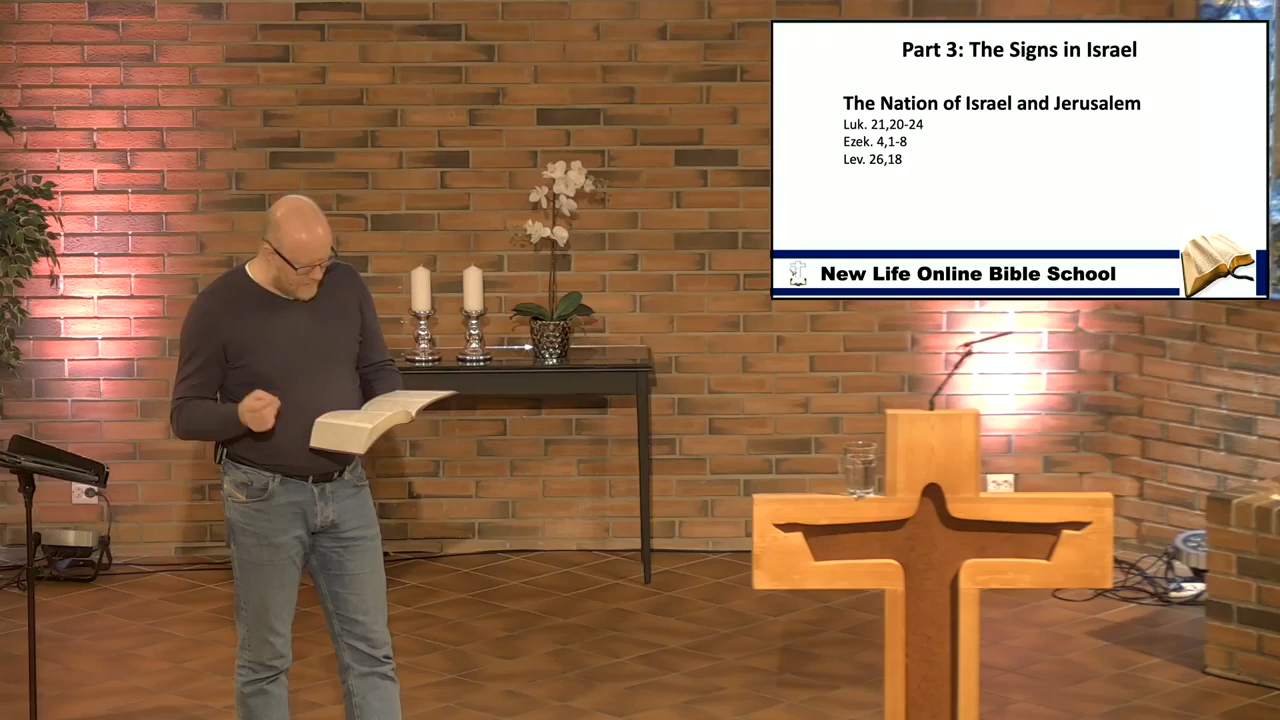 Part 3: The Signs in Israel
The Nation of Israel and Jerusalem
Luk. 21,20-24
Ezek. 4,1-8
Lev. 26,18
New Life Online Bible School